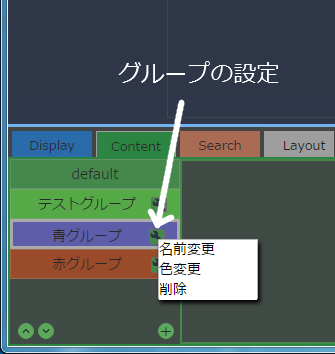 グループの設定
Display Content Search Layout
default
テストグループ
青グループ
赤グループ
名前変更
色変更
削除